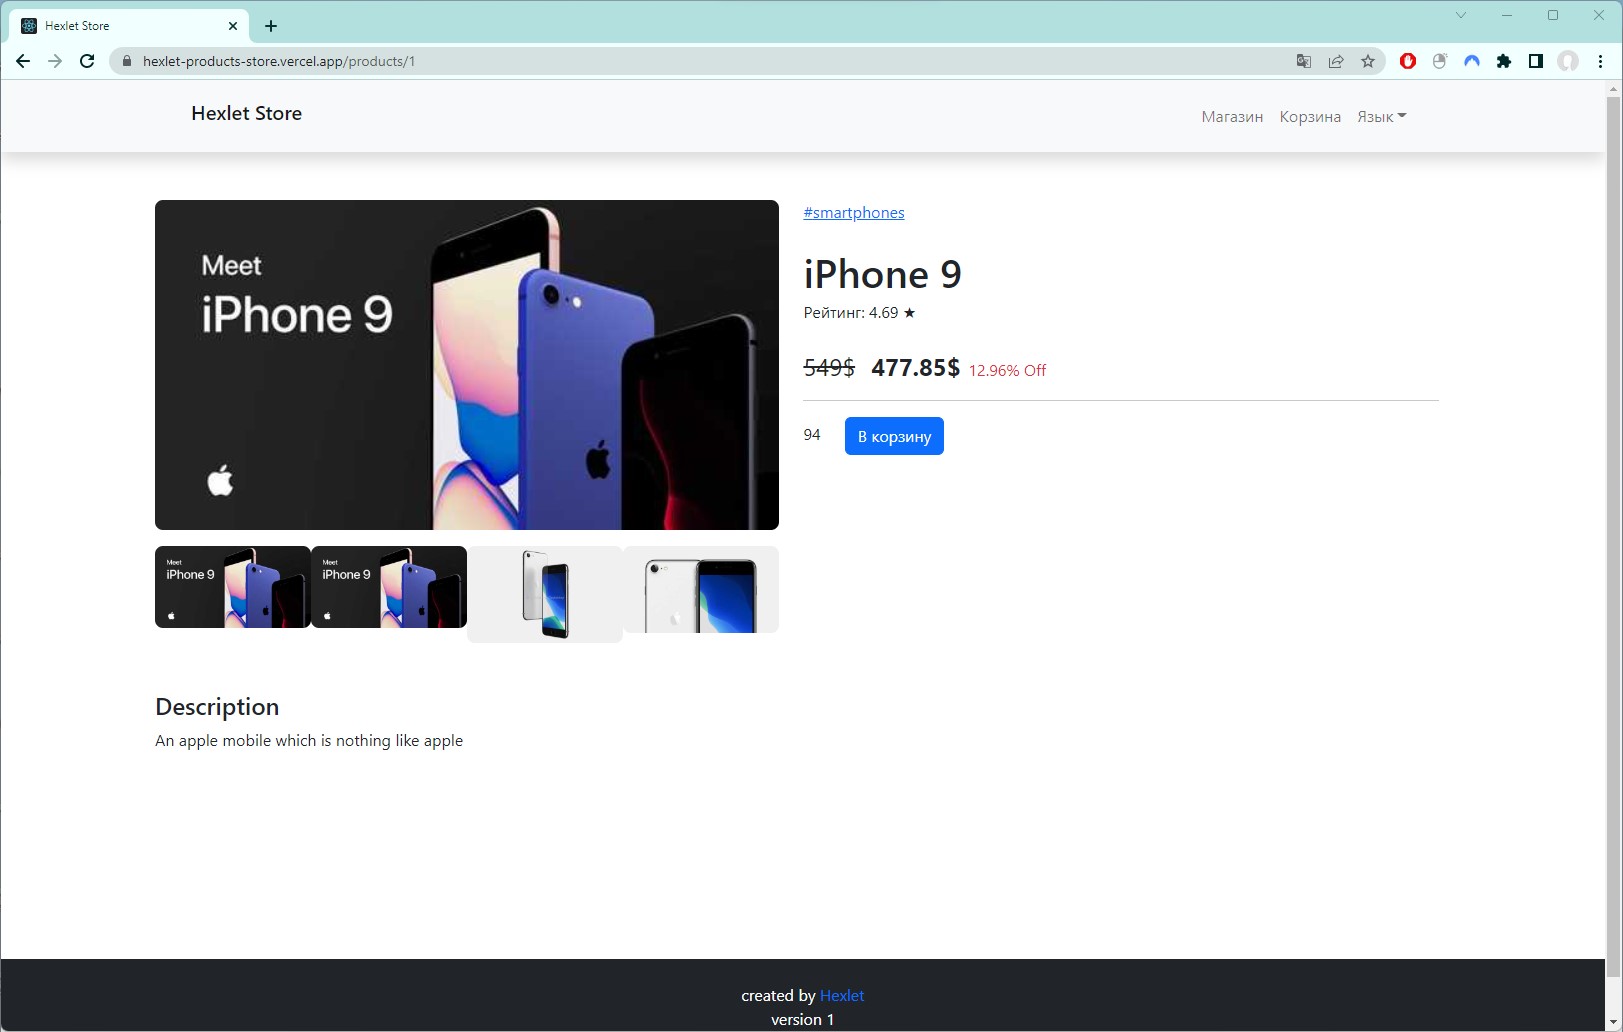 Hexlet Store
hexlet-products-store.vercel.app/products/1
Hexlet Store
Магазин Корзина Язык
Meet
iPhone 9
#smartphones
iPhone 9
Рейтинг: 4.69 ★
549$ 477.85$ 12.96% Off
94 В корзину
Meet
iPhone 9
Meet
iPhone 9
Description
An apple mobile which is nothing like apple
created by Hexlet
version 1